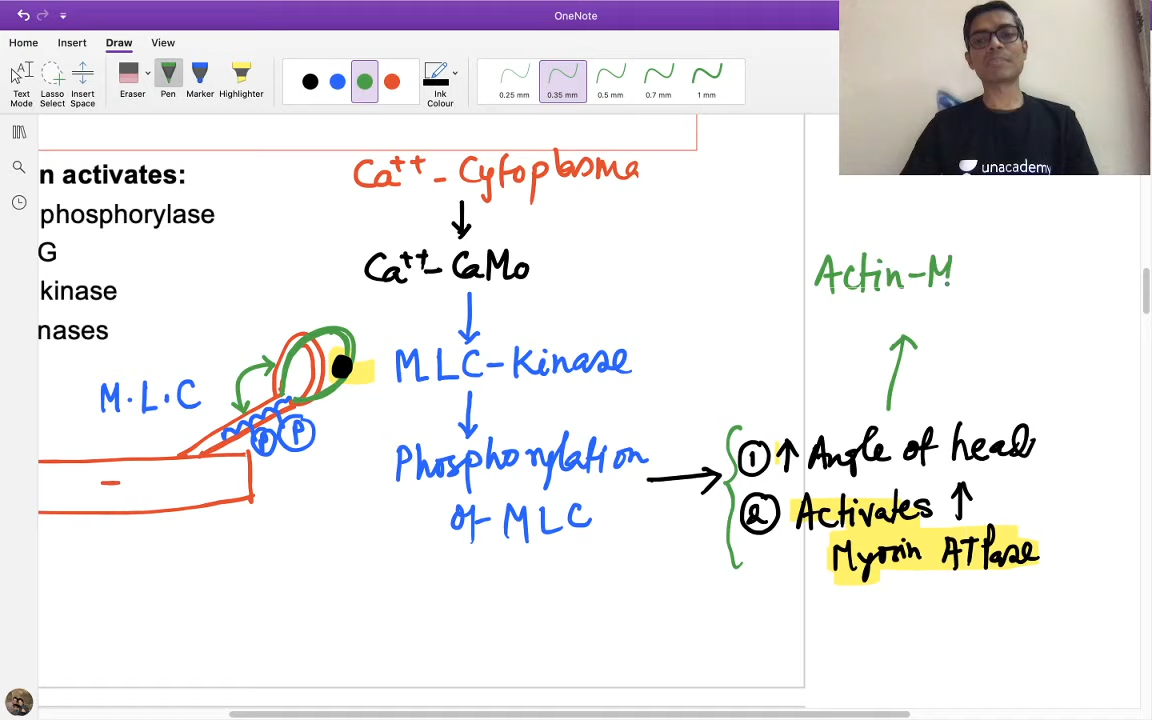 OneNote
Home Insert Draw View
Text Mode
Lasso Select
Insert Space
Eraser
Pen
Marker
Highlighter
Ink Colour
0.25 mm
0.35 mm
0.5 mm
0.7 mm
1 mm
unacademy
n activates:
phosphorylase
G
kinase
nases
Ca++ - Cytoplasma
Ca++ - CaMo
MLC-Kinase
Phosphorylation
of MLC
M.L.C
P P
-
① ↑ Angle of head
② Activates ↑
Myosin ATPase
Actin-M